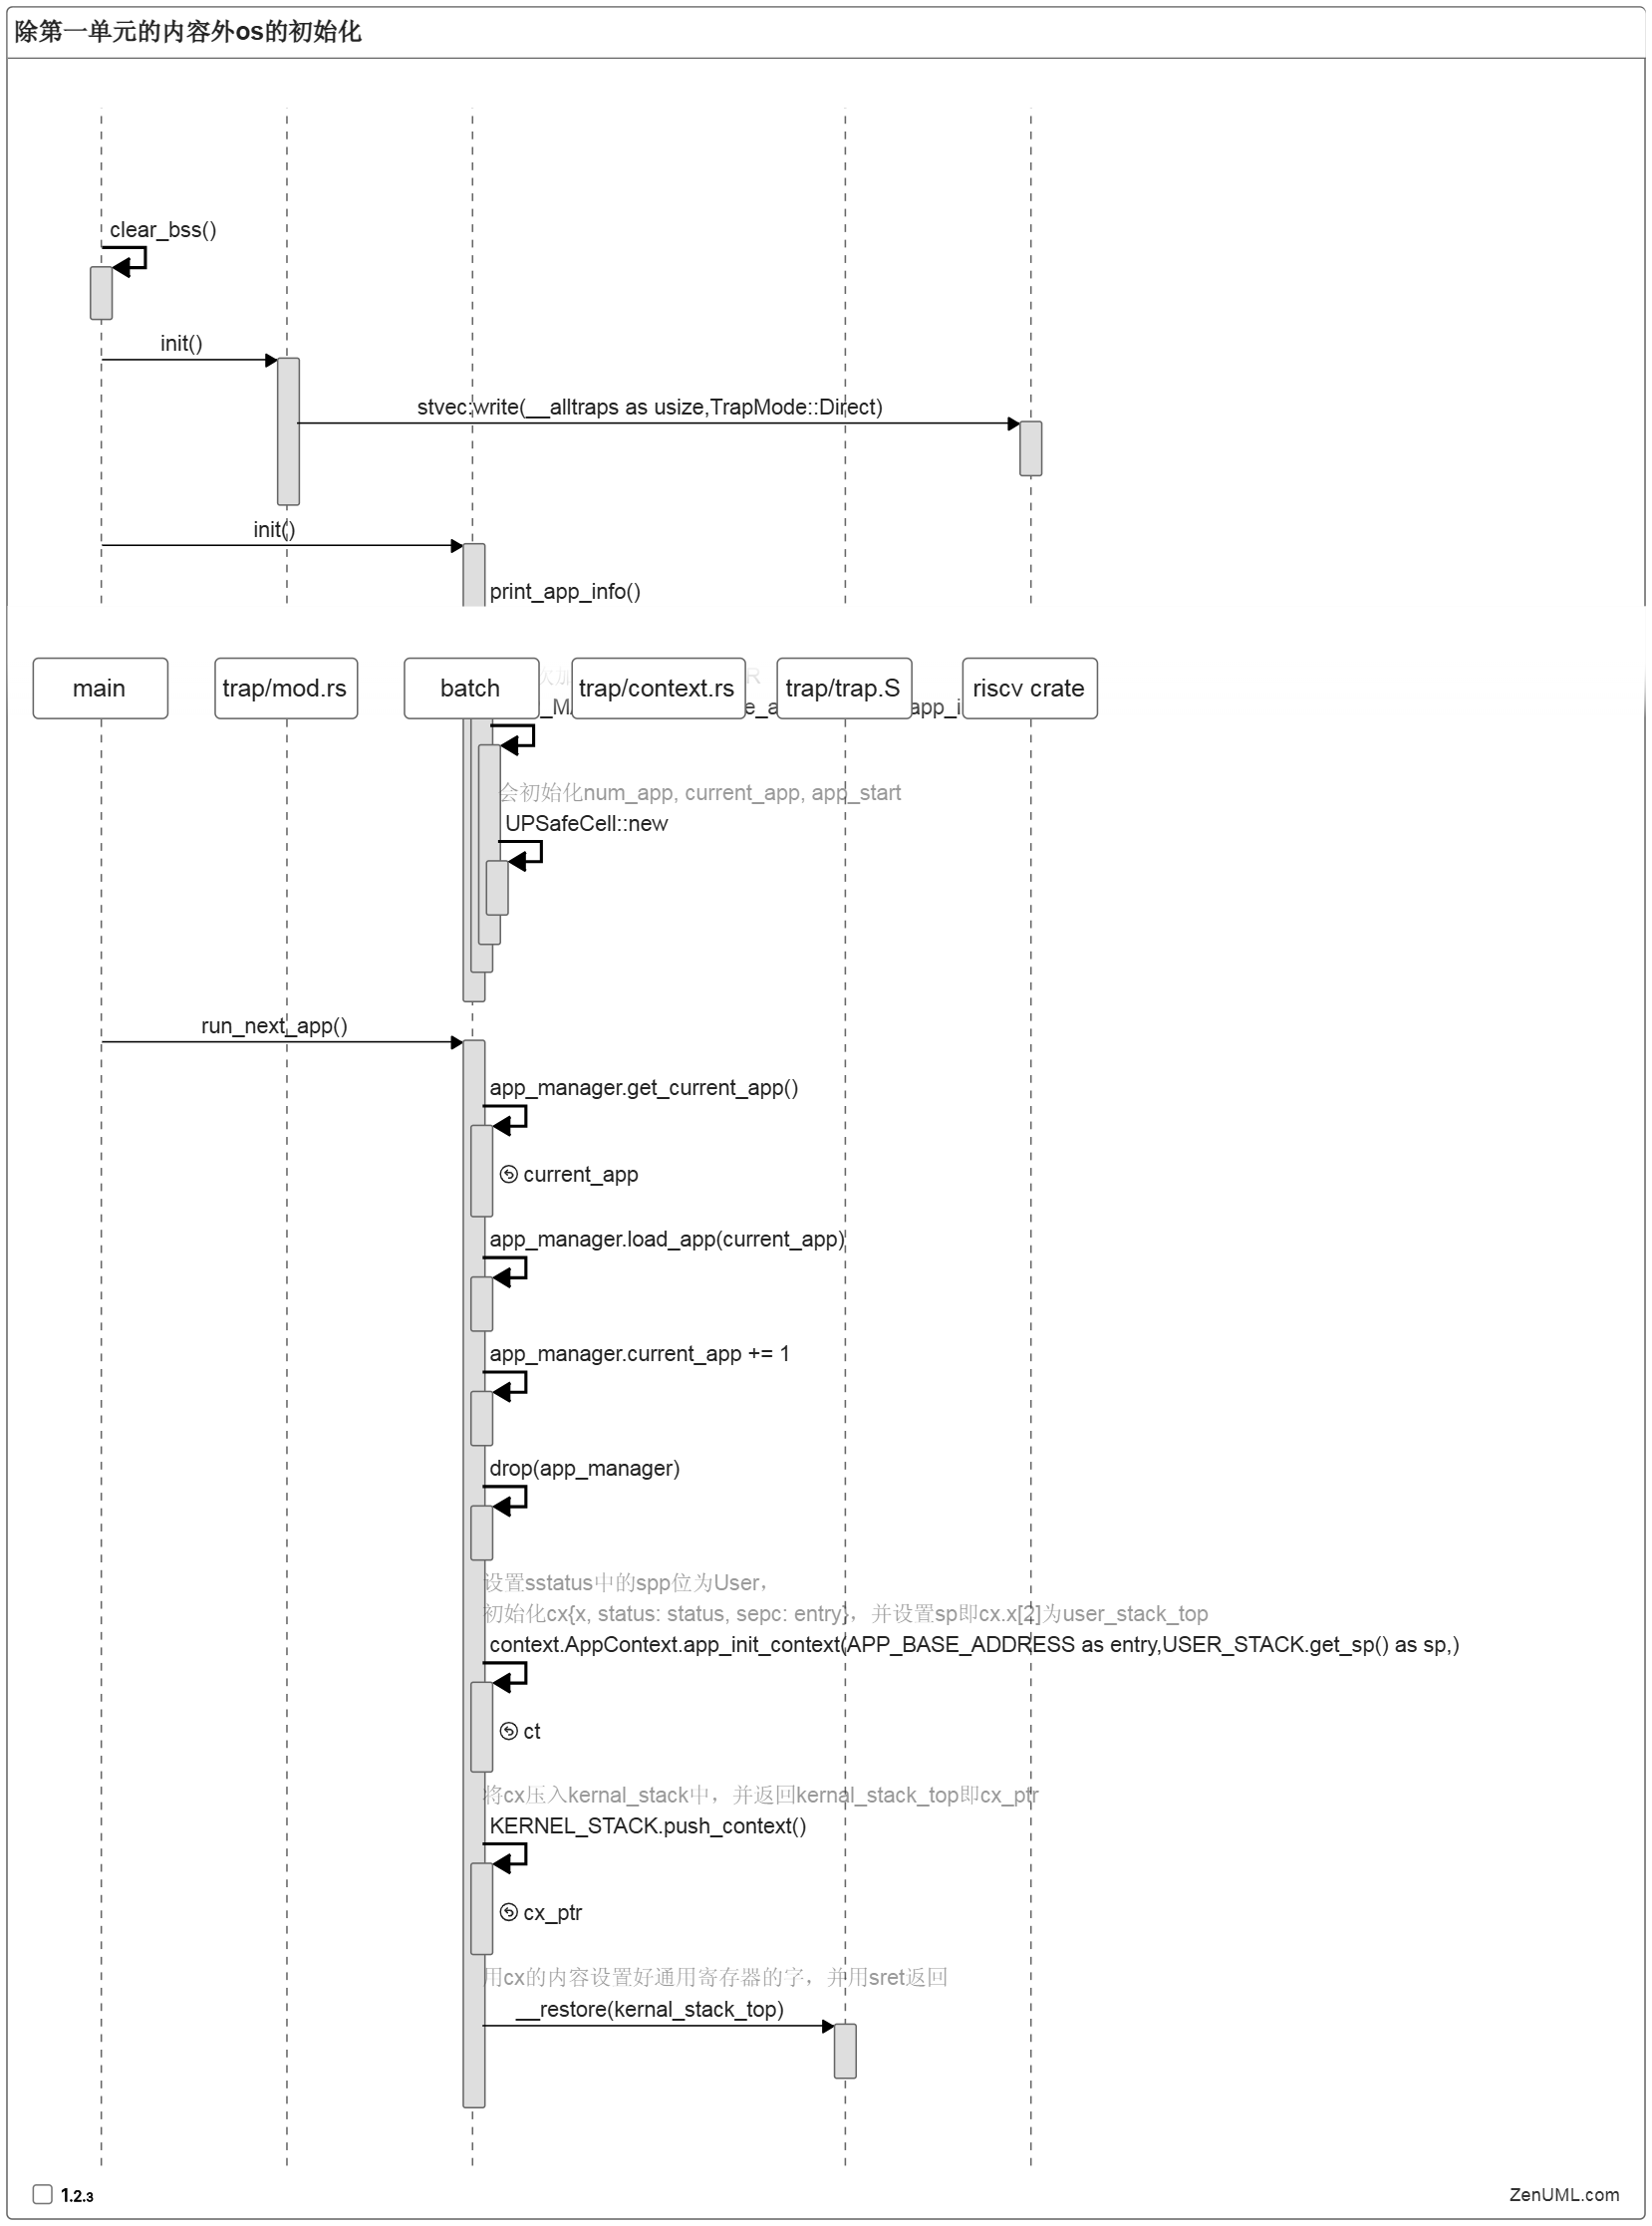 除第一单元的内容外os的初始化
clear_bss()
init()
stvec:write(__alltraps as usize,TrapMode::Direct)
init()
print_app_info()
main
trap/mod.rs
batch
trap/context.rs
trap/trap.S
riscv crate
会初始化num_app, current_app, app_start
UPSafeCell::new
run_next_app()
app_manager.get_current_app()
current_app
app_manager.load_app(current_app)
app_manager.current_app += 1
drop(app_manager)
设置sstatus中的spp位为User，
初始化cx{x, status: status, sepc: entry}，并设置sp即cx.x[2]为user_stack_top
context.AppContext.app_init_context(APP_BASE_ADDRESS as entry,USER_STACK.get_sp() as sp,)
ct
将cx压入kernal_stack中，并返回kernal_stack_top即cx_ptr
KERNEL_STACK.push_context()
cx_ptr
用cx的内容设置好通用寄存器的字，并用sret返回
__restore(kernal_stack_top)
1.2.3
ZenUML.com